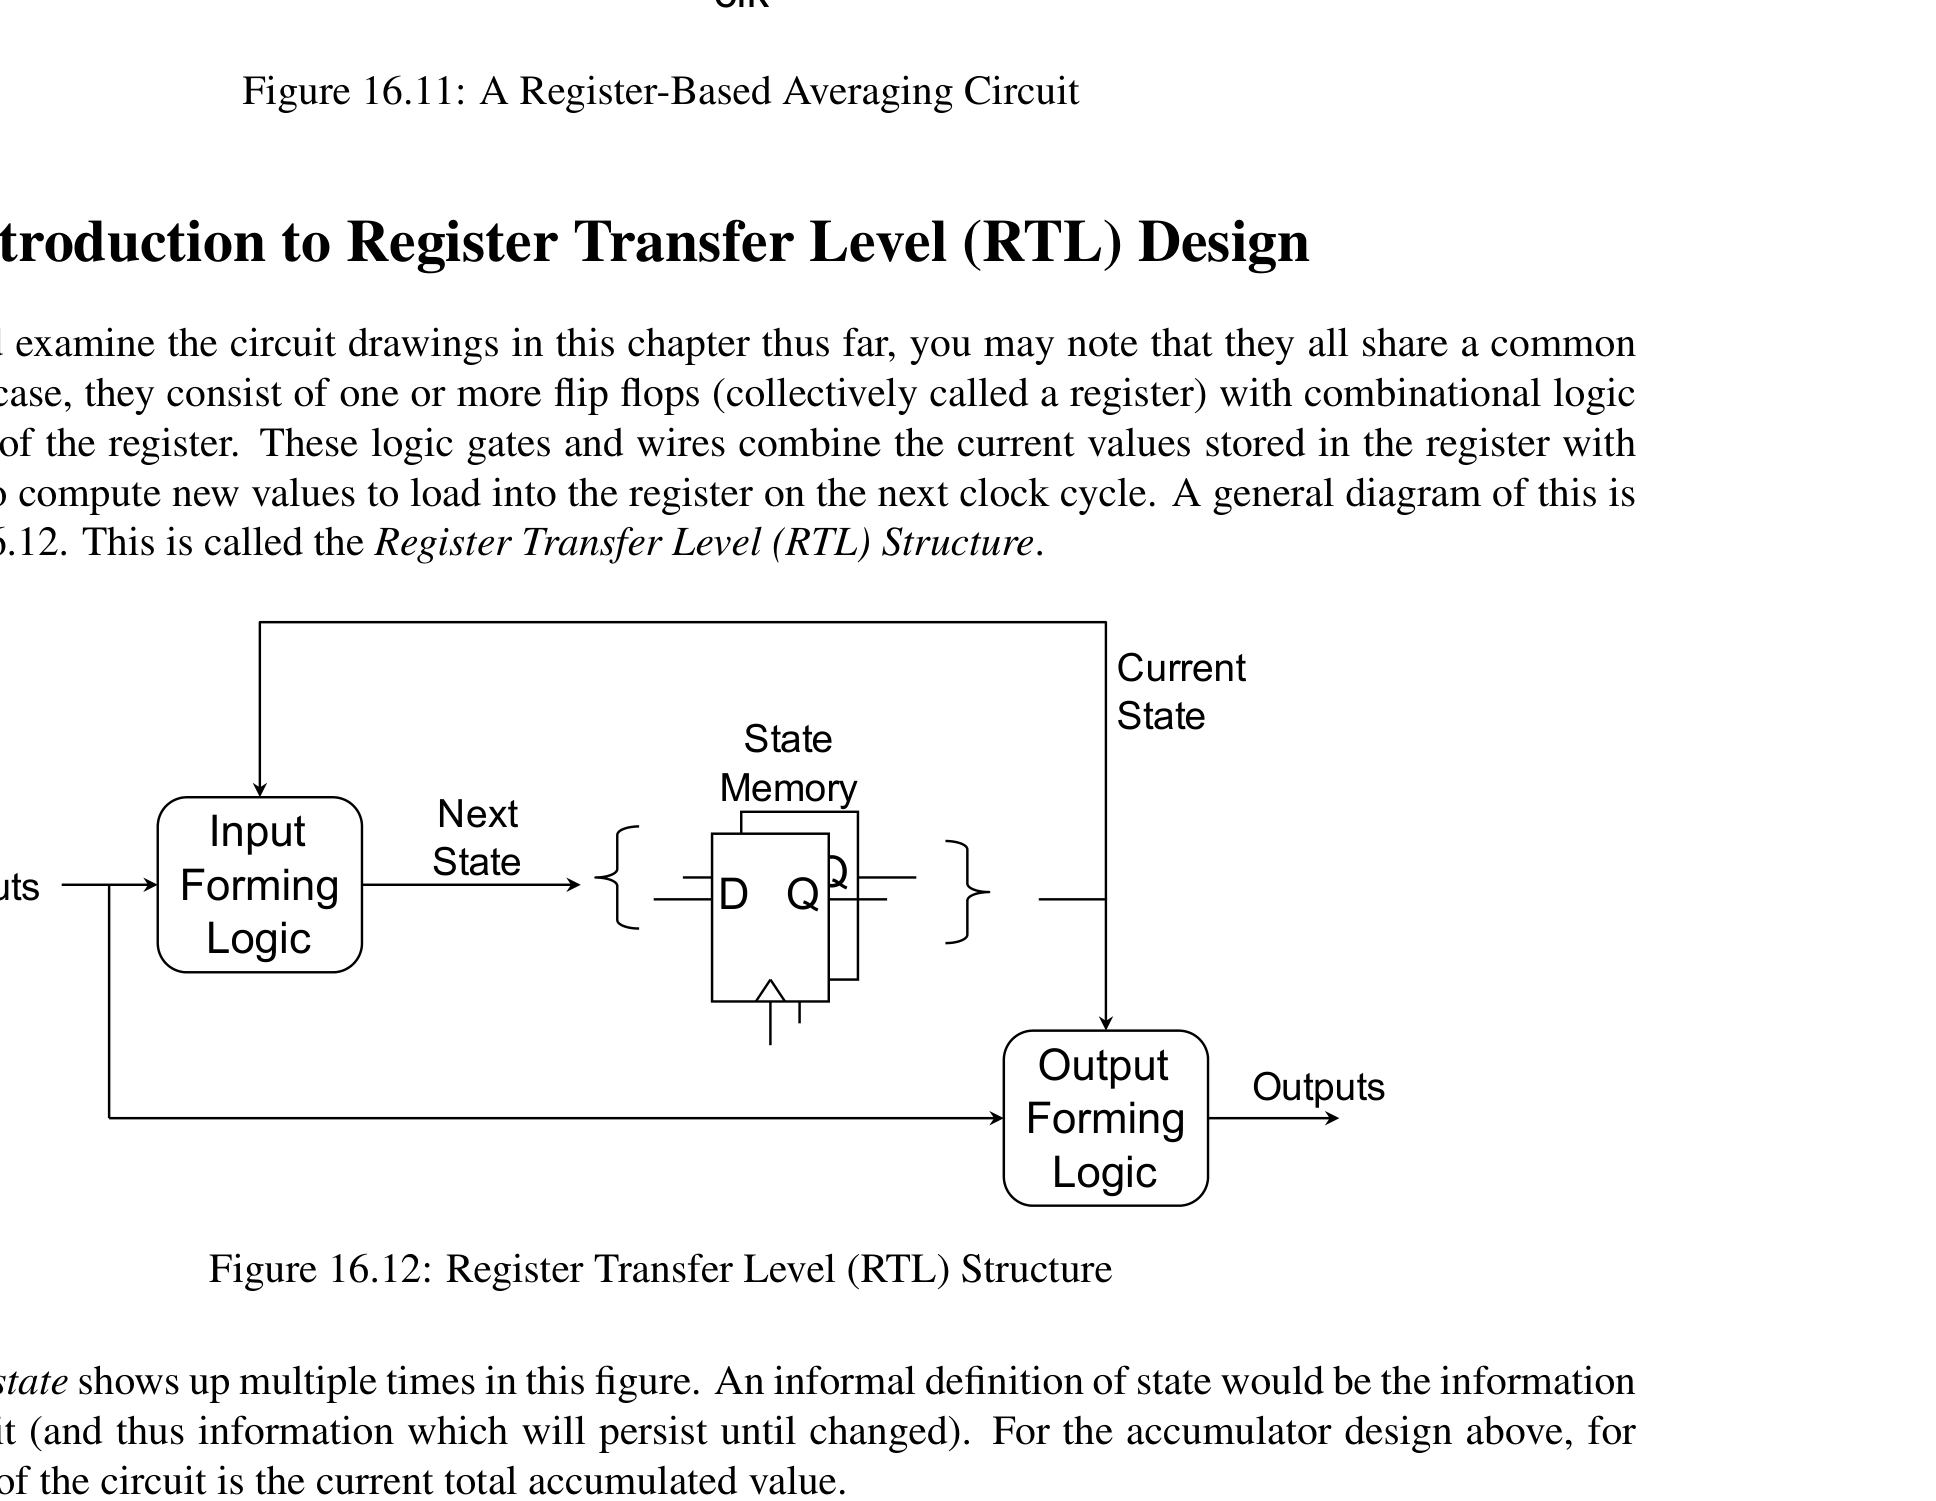 Figure 16.11: A Register-Based Averaging Circuit
troduction to Register Transfer Level (RTL) Design
examine the circuit drawings in this chapter thus far, you may note that they all share a common
case, they consist of one or more flip flops (collectively called a register) with combinational logic
of the register. These logic gates and wires combine the current values stored in the register with
compute new values to load into the register on the next clock cycle. A general diagram of this is
6.12. This is called the Register Transfer Level (RTL) Structure.
Current
State
State
Memory
Next
State
Input
Forming
Logic
uts
D Q
Q
Output
Forming
Logic
Outputs
Figure 16.12: Register Transfer Level (RTL) Structure
state shows up multiple times in this figure. An informal definition of state would be the information
it (and thus information which will persist until changed). For the accumulator design above, for
of the circuit is the current total accumulated value.